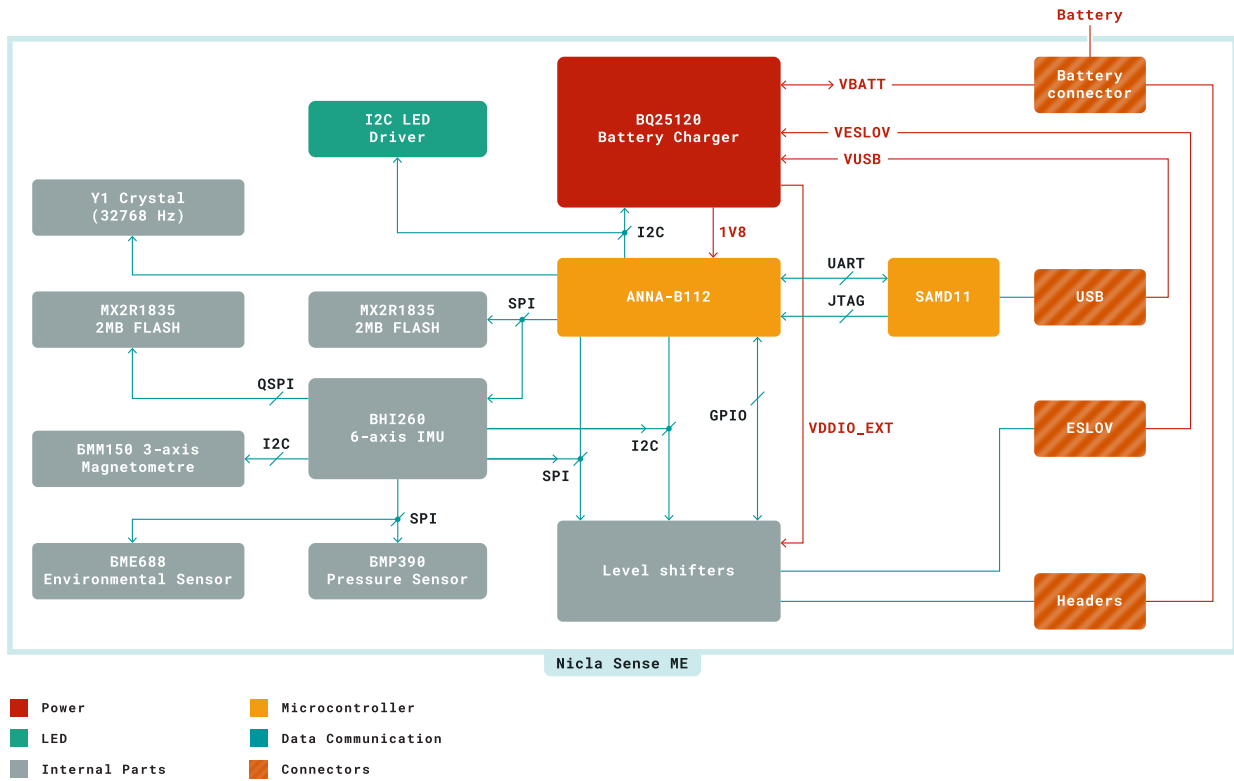 Battery
Battery
connector
VBATT
BQ25120
Battery Charger
I2C LED
Driver
VESLOV
VUSB
Y1 Crystal
(32768 Hz)
I2C
1V8
UART
ANNA-B112
SAMD11
USB
JTAG
MX2R1835
2MB FLASH
MX2R1835
2MB FLASH
SPI
QSPI
BHI260
6-axis IMU
GPIO
VDDIO_EXT
ESLOV
BMM150 3-axis
Magnetometre
I2C
I2C
SPI
SPI
BME688
Environmental Sensor
BMP390
Pressure Sensor
Level shifters
Headers
Nicla Sense ME
Power
Microcontroller
LED
Data Communication
Internal Parts
Connectors